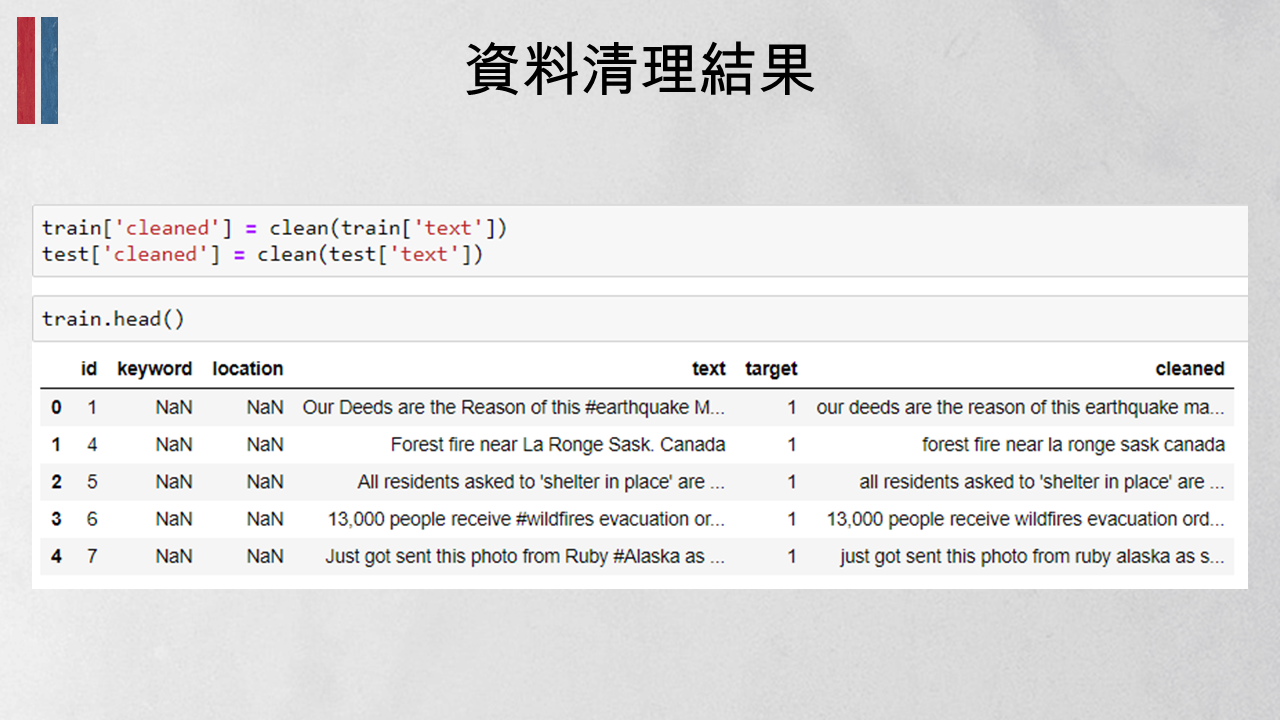 資料清理結果
train['cleaned'] = clean(train['text'])
test['cleaned'] = clean(test['text'])
train.head()
id keyword location text target cleaned
0 1 NaN NaN Our Deeds are the Reason of this #earthquake M... 1 our deeds are the reason of this earthquake ma...
1 4 NaN NaN Forest fire near La Ronge Sask. Canada 1 forest fire near la ronge sask canada
2 5 NaN NaN All residents asked to 'shelter in place' are ... 1 all residents asked to 'shelter in place' are ...
3 6 NaN NaN 13,000 people receive #wildfires evacuation or... 1 13,000 people receive wildfires evacuation ord...
4 7 NaN NaN Just got sent this photo from Ruby #Alaska as ... 1 just got sent this photo from ruby alaska as s...